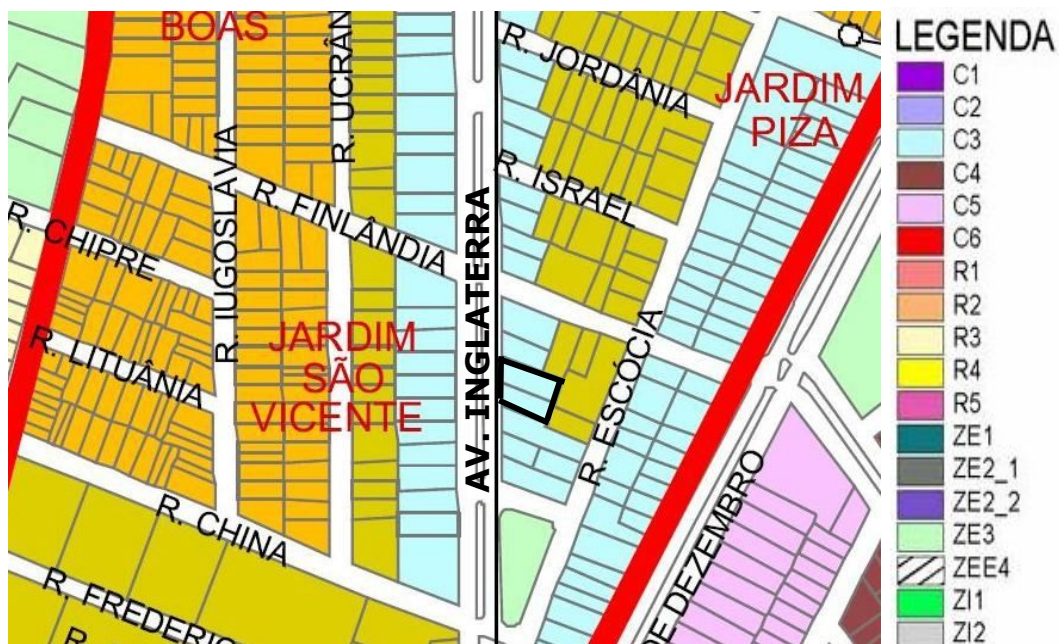 BOAS
R. UCRÂN
R. JORDÂNIA
JARDIM
PIZA
R. IUGOSLÁVIA
R. FINLÂNDIA
R. ISRAEL
R. CHIPRE
AV. INGLATERRA
R. LITUÂNIA
JARDIM
SÃO
VICENTE
R. ESCÓCIA
R. CHINA
DE DEZEMBRO
R. FREDERIC
R.
LEGENDA
C1
C2
C3
C4
C5
C6
R1
R2
R3
R4
R5
ZE1
ZE2_1
ZE2_2
ZE3
ZEE4
ZI1
ZI2